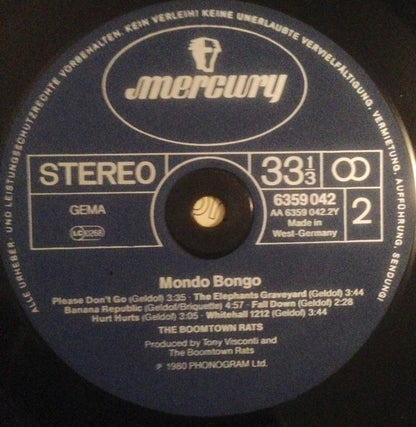 ALLE URHEBER- UND LEISTUNGSSCHUTZRECHTE VORBEHALTEN. KEIN VERLEIH! KEINE UNERLAUBTE VERVIELFÄLTIGUNG, VERMIETUNG, AUFFÜHRUNG, SENDUNG!
mercury
STEREO 33 1/3 2
6359 042
AA 6359 042.2Y
GEMA Made in
West-Germany
LC 0268
Mondo Bongo
Please Don't Go (Geldof) 3:35 · The Elephants Graveyard (Geldof) 3:44
Banana Republic (Geldof/Briquette) 4:57 · Fall Down (Geldof) 2:28
Hurt Hurts (Geldof) 3:05 · Whitehall 1212 (Geldof) 3:44
THE BOOMTOWN RATS
Produced by Tony Visconti and
The Boomtown Rats
℗ 1980 PHONOGRAM Ltd.